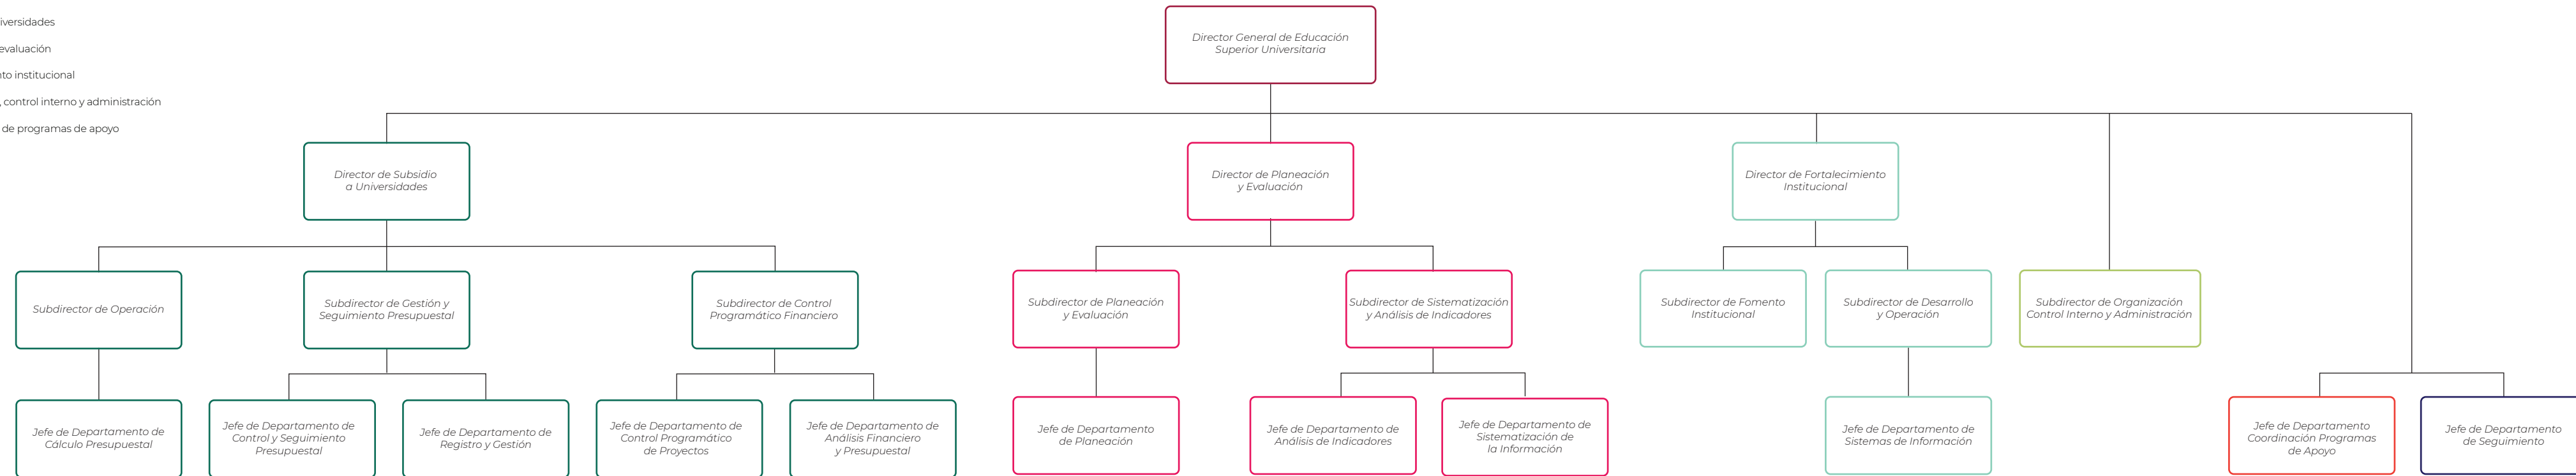 iversidades
evaluación
nto institucional
, control interno y administración
de programas de apoyo
Director General de Educación
Superior Universitaria
Director de Subsidio
a Universidades
Director de Planeación
y Evaluación
Director de Fortalecimiento
Institucional
Subdirector de Operación
Subdirector de Gestión y
Seguimiento Presupuestal
Subdirector de Control
Programático Financiero
Subdirector de Planeación
y Evaluación
Subdirector de Sistematización
y Análisis de Indicadores
Subdirector de Fomento
Institucional
Subdirector de Desarrollo
y Operación
Subdirector de Organización
Control Interno y Administración
Jefe de Departamento de
Cálculo Presupuestal
Jefe de Departamento de
Control y Seguimiento
Presupuestal
Jefe de Departamento de
Registro y Gestión
Jefe de Departamento de
Control Programático
de Proyectos
Jefe de Departamento de
Análisis Financiero
y Presupuestal
Jefe de Departamento
de Planeación
Jefe de Departamento de
Análisis de Indicadores
Jefe de Departamento de
Sistematización de
la Información
Jefe de Departamento de
Sistemas de Información
Jefe de Departamento
Coordinación Programas
de Apoyo
Jefe de Departamento
de Seguimiento